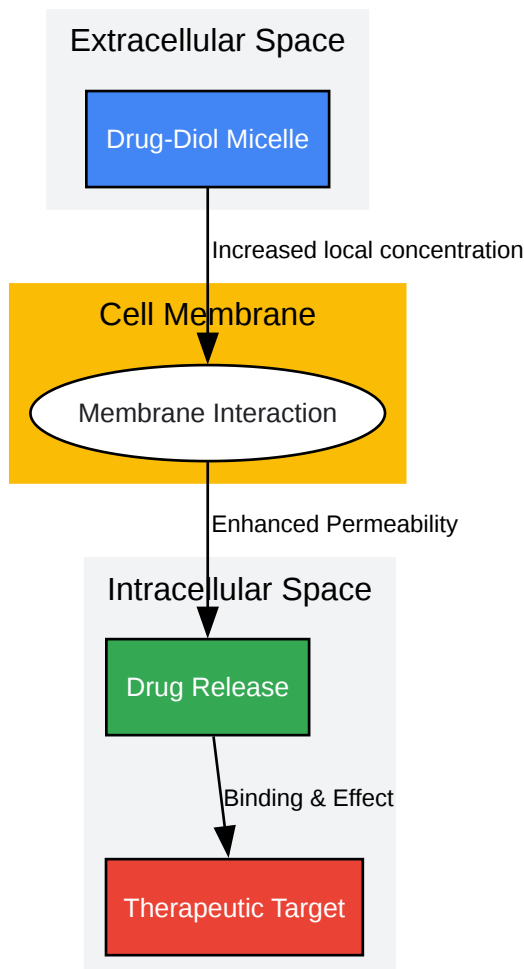 Extracellular Space
Drug-Diol Micelle
Increased local concentration
Cell Membrane
Membrane Interaction
Enhanced Permeability
Intracellular Space
Drug Release
Binding & Effect
Therapeutic Target